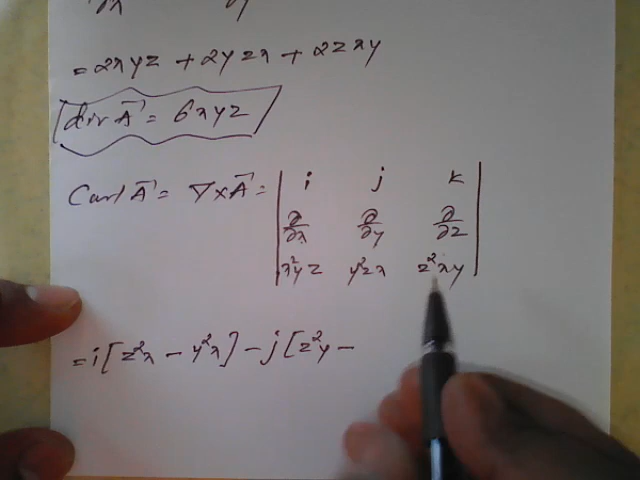 = 2xyz + 2yzx + 2zxy
div A⃗ = 6xyz
Curl A⃗ = ∇×A⃗ = | i j k |
∂/∂x ∂/∂y ∂/∂z
x²yz y²zx z²xy
= i[z²x - y²x] - j[z²y -